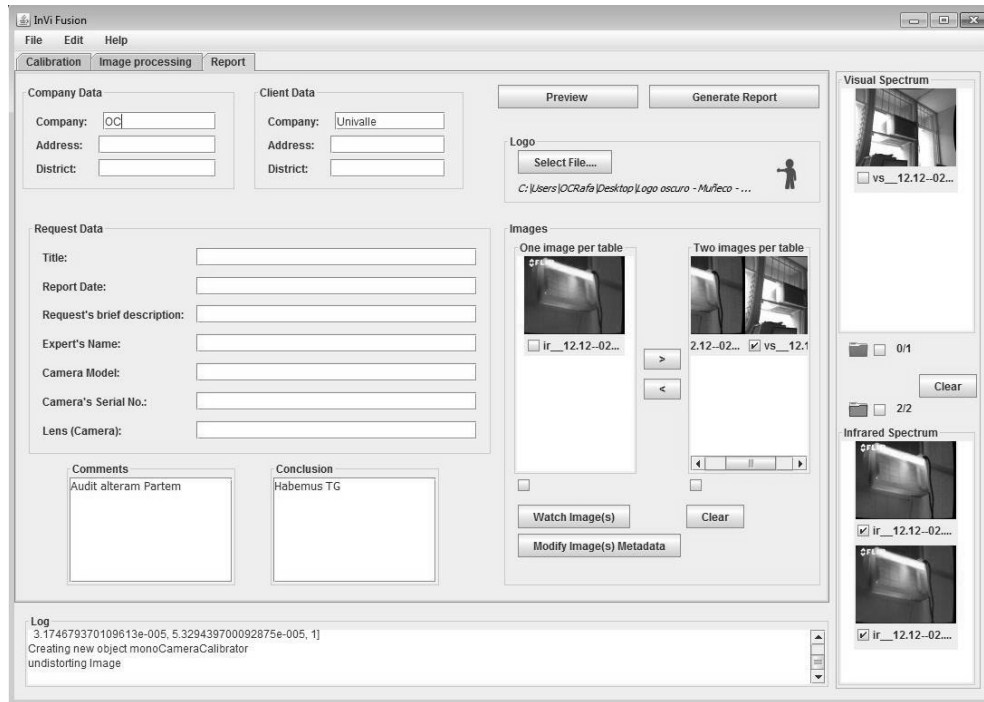 InVi Fusion
File Edit Help
Calibration Image processing Report
Company Data
Company: OC
Address:
District:
Client Data
Company: Univalle
Address:
District:
Preview Generate Report
Logo
Select File....
C:\Users\OCRafa\Desktop\Logo oscuro - Muñeco - ...
Request Data
Title:
Report Date:
Request's brief description:
Expert's Name:
Camera Model:
Camera's Serial No.:
Lens (Camera):
Images
One image per table
ir__12.12--02...
>
<
Two images per table
2.12--02... vs__12.1
Watch Image(s) Clear
Modify Image(s) Metadata
Comments
Audit alteram Partem
Conclusion
Habemus TG
Log
3.174679370109613e-005, 5.329439700092875e-005, 1]
Creating new object monoCameraCalibrator
undistorting Image
Visual Spectrum
vs__12.12--02...
0/1
Clear
2/2
Infrared Spectrum
ir__12.12--02....
ir__12.12--02....